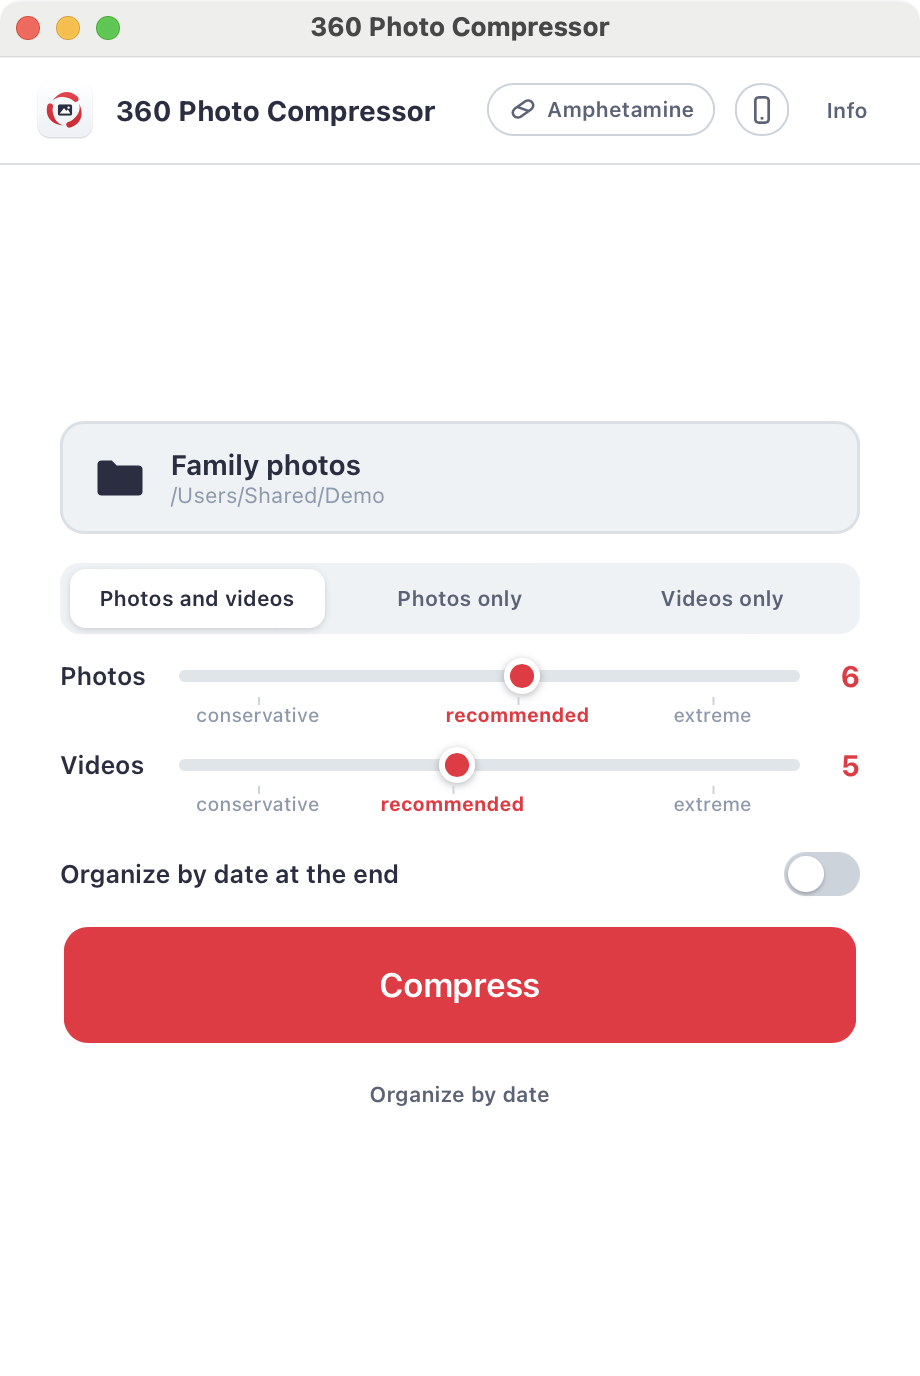 360 Photo Compressor
360 Photo Compressor
Amphetamine
Info
Family photos
/Users/Shared/Demo
Photos and videos
Photos only
Videos only
Photos
6
conservative
recommended
extreme
Videos
5
conservative
recommended
extreme
Organize by date at the end
Compress
Organize by date